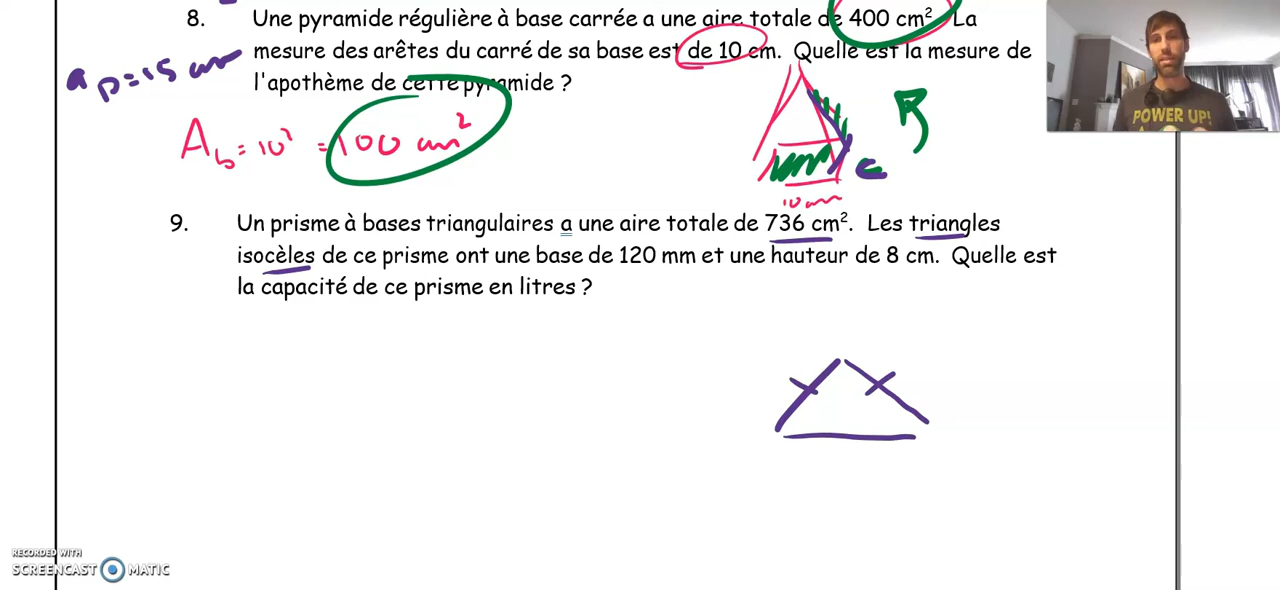 8. Une pyramide régulière à base carrée a une aire totale de 400 cm². La
mesure des arêtes du carré de sa base est de 10 cm. Quelle est la mesure de
l'apothème de cette pyramide ?
ap=15 cm
A_b = 10² = 100 cm²
10 cm
9. Un prisme à bases triangulaires a une aire totale de 736 cm². Les triangles
isocèles de ce prisme ont une base de 120 mm et une hauteur de 8 cm. Quelle est
la capacité de ce prisme en litres ?
POWER UP!
RECORDED WITH
SCREENCAST MATIC